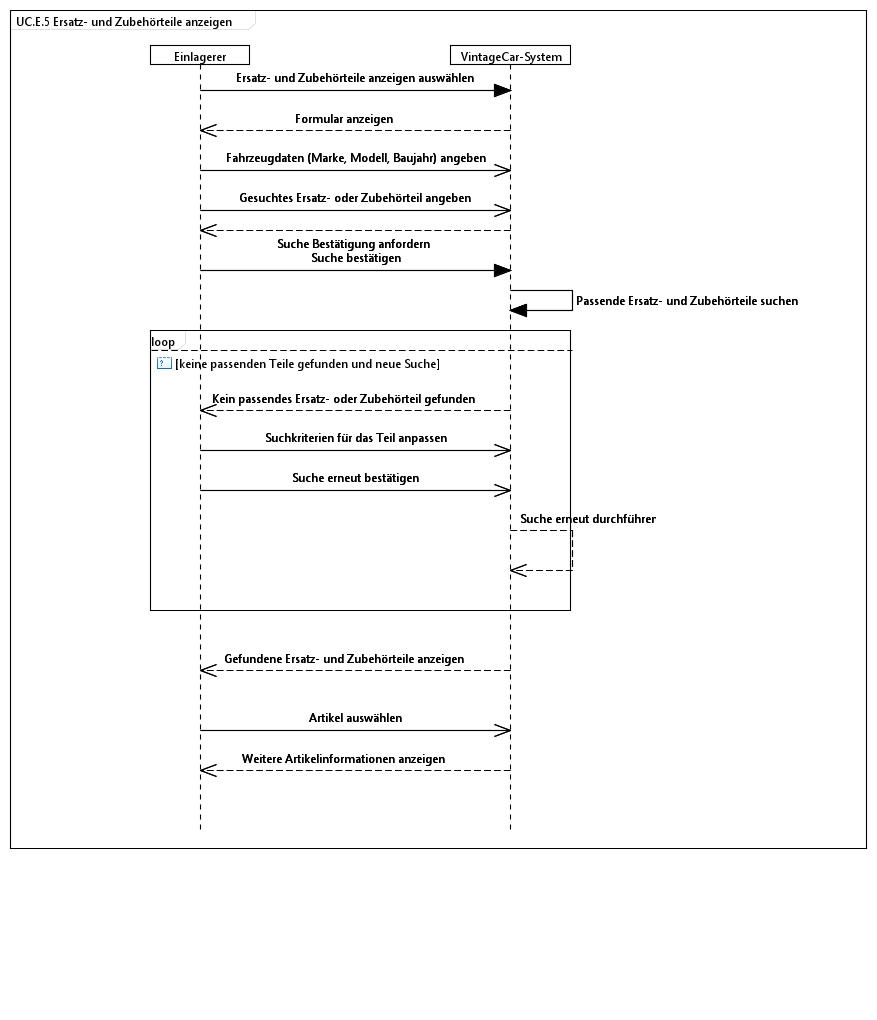 UC.E.5 Ersatz- und Zubehörteile anzeigen
Einlagerer
VintageCar-System
Ersatz- und Zubehörteile anzeigen auswählen
Formular anzeigen
Fahrzeugdaten (Marke, Modell, Baujahr) angeben
Gesuchtes Ersatz- oder Zubehörteil angeben
Suche Bestätigung anfordern
Suche bestätigen
Passende Ersatz- und Zubehörteile suchen
loop
[keine passenden Teile gefunden und neue Suche]
Kein passendes Ersatz- oder Zubehörteil gefunden
Suchkriterien für das Teil anpassen
Suche erneut bestätigen
Suche erneut durchführer
Gefundene Ersatz- und Zubehörteile anzeigen
Artikel auswählen
Weitere Artikelinformationen anzeigen